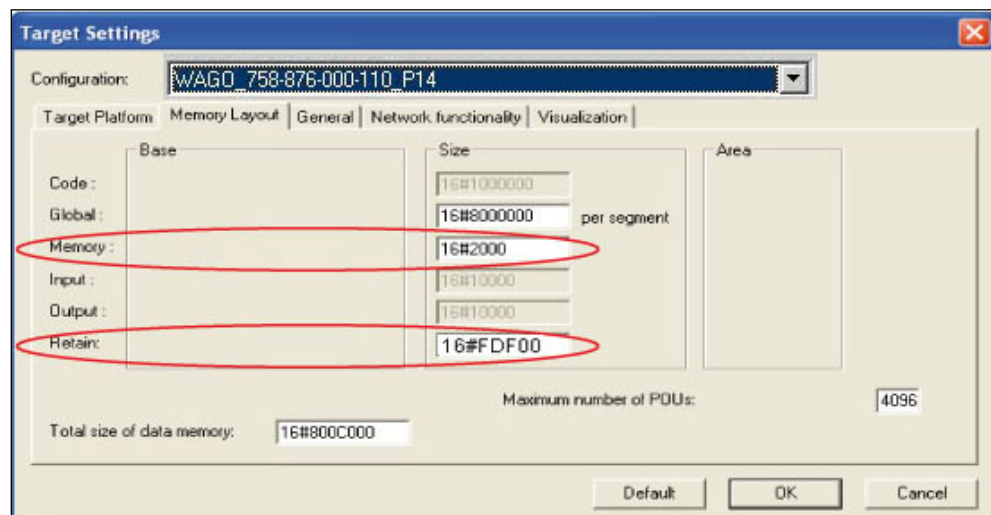 Target Settings
Configuration: WAGO_758-876-000-110_P14
Target Platform Memory Layout General Network functionality Visualization
Base Size Area
Code : 16#1000000
Global : 16#8000000 per segment
Memory : 16#2000
Input : 16#10000
Output : 16#10000
Retain: 16#FDF00
Maximum number of POUs: 4096
Total size of data memory: 16#800C000
Default OK Cancel